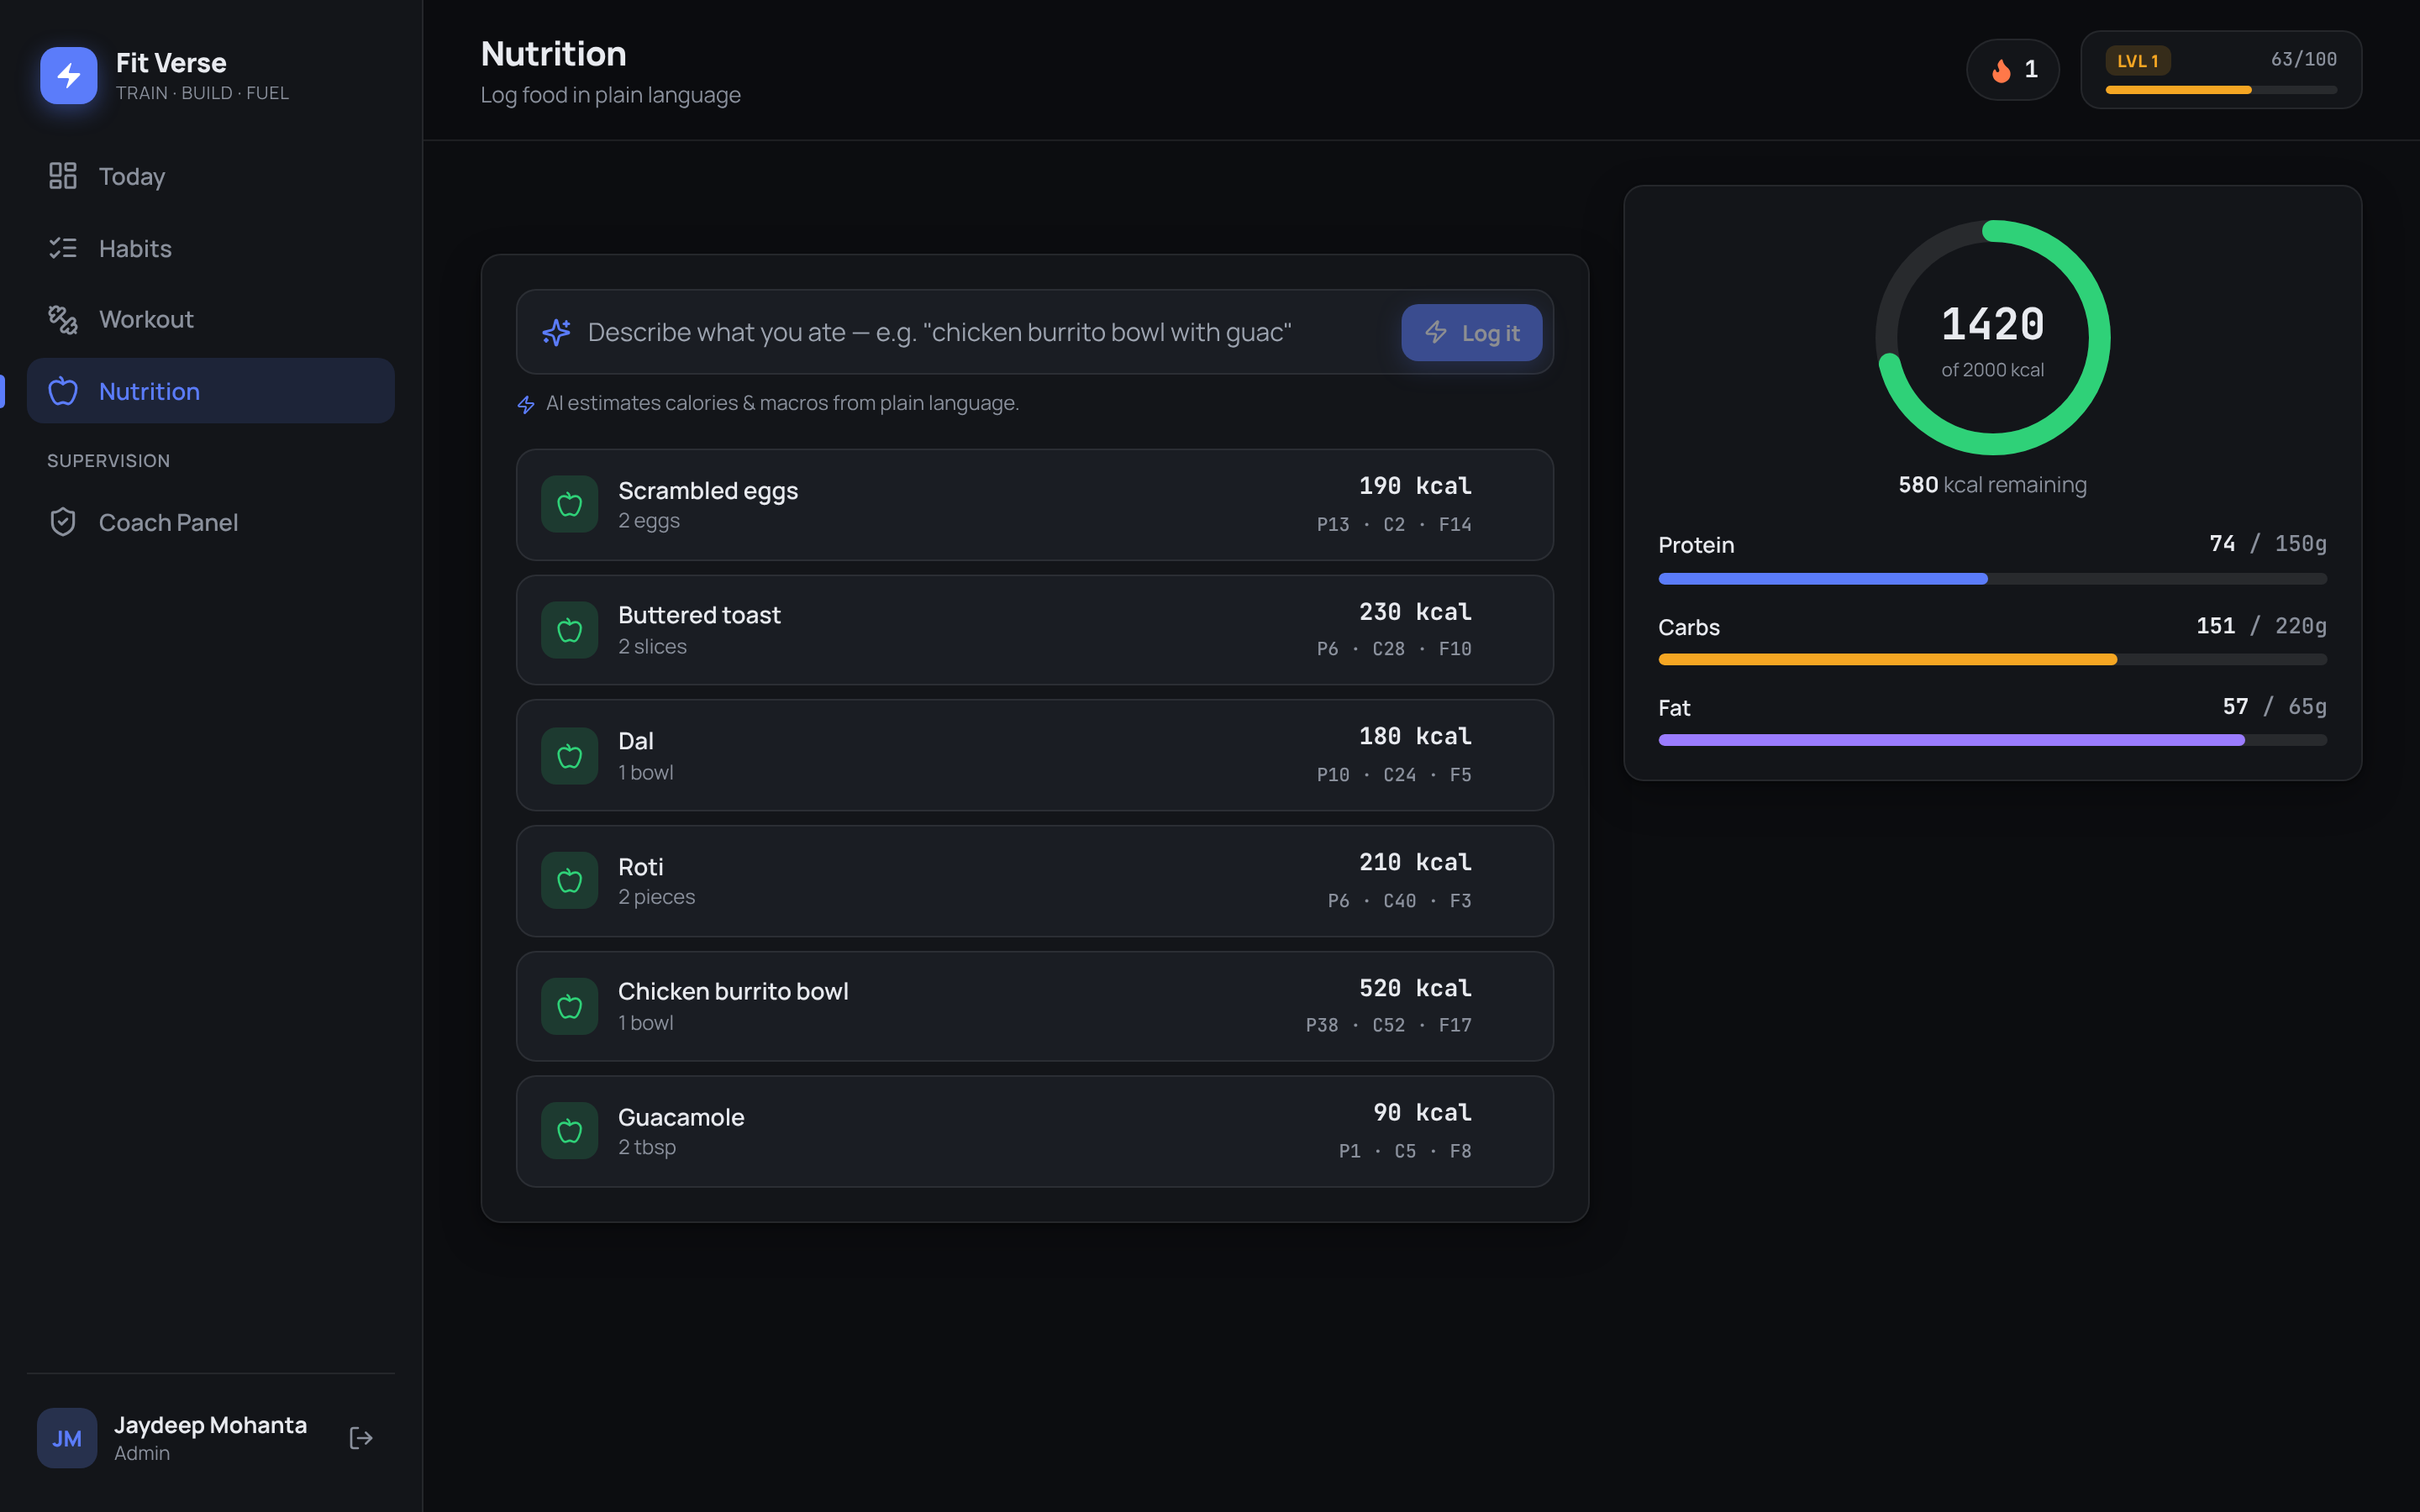 Fit Verse
TRAIN · BUILD · FUEL
Today
Habits
Workout
Nutrition
SUPERVISION
Coach Panel
JM
Jaydeep Mohanta
Admin
Nutrition
Log food in plain language
1
LVL 1
63/100
Describe what you ate — e.g. "chicken burrito bowl with guac"
Log it
AI estimates calories & macros from plain language.
Scrambled eggs
2 eggs
190 kcal
P13 · C2 · F14
Buttered toast
2 slices
230 kcal
P6 · C28 · F10
Dal
1 bowl
180 kcal
P10 · C24 · F5
Roti
2 pieces
210 kcal
P6 · C40 · F3
Chicken burrito bowl
1 bowl
520 kcal
P38 · C52 · F17
Guacamole
2 tbsp
90 kcal
P1 · C5 · F8
1420
of 2000 kcal
580 kcal remaining
Protein
74 / 150g
Carbs
151 / 220g
Fat
57 / 65g